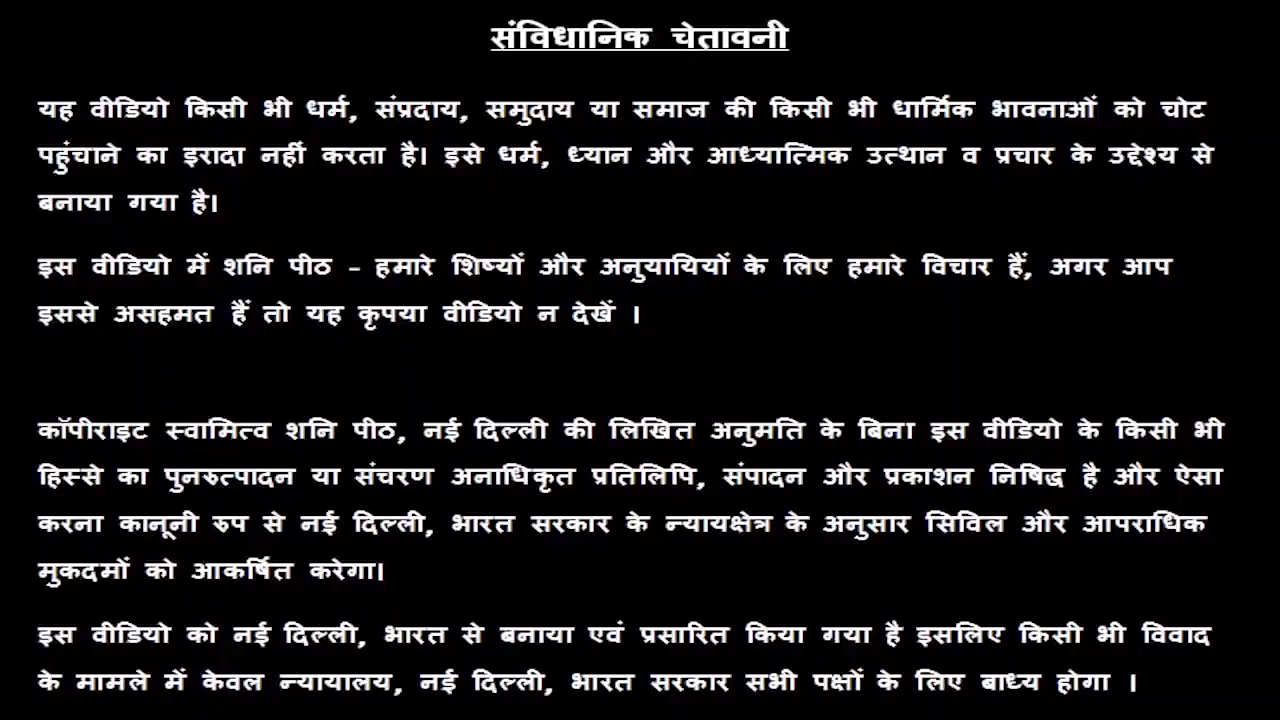 संविधानिक चेतावनी
यह वीडियो किसी भी धर्म, संप्रदाय, समुदाय या समाज की किसी भी धार्मिक भावनाओं को चोट
पहुंचाने का इरादा नहीं करता है। इसे धर्म, ध्यान और आध्यात्मिक उत्थान व प्रचार के उद्देश्य से
बनाया गया है।
इस वीडियो में शनि पीठ – हमारे शिष्यों और अनुयायियों के लिए हमारे विचार हैं, अगर आप
इससे असहमत हैं तो यह कृपया वीडियो न देखें ।
कॉपीराइट स्वामित्व शनि पीठ, नई दिल्ली की लिखित अनुमति के बिना इस वीडियो के किसी भी
हिस्से का पुनरुत्पादन या संचरण अनाधिकृत प्रतिलिपि, संपादन और प्रकाशन निषिद्ध है और ऐसा
करना कानूनी रुप से नई दिल्ली, भारत सरकार के न्यायक्षेत्र के अनुसार सिविल और आपराधिक
मुकदमों को आकर्षित करेगा।
इस वीडियो को नई दिल्ली, भारत से बनाया एवं प्रसारित किया गया है इसलिए किसी भी विवाद
के मामले में केवल न्यायालय, नई दिल्ली, भारत सरकार सभी पक्षों के लिए बाध्य होगा ।